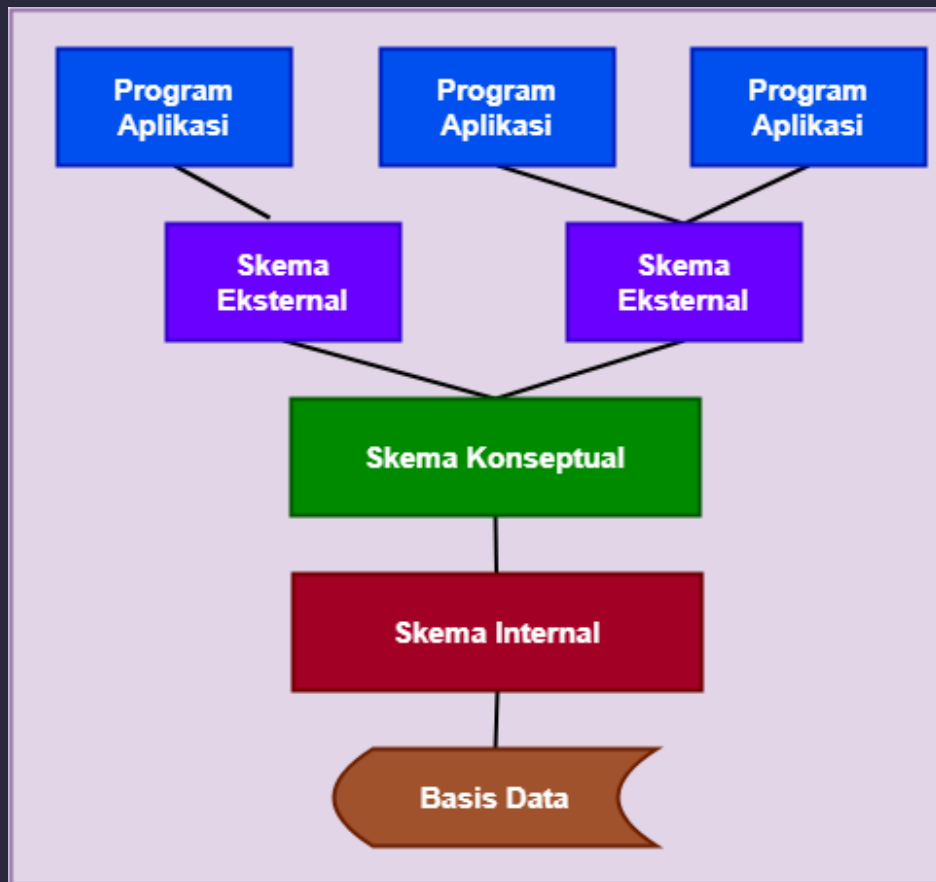 Program
Aplikasi
Program
Aplikasi
Program
Aplikasi
Skema
Eksternal
Skema
Eksternal
Skema Konseptual
Skema Internal
Basis Data